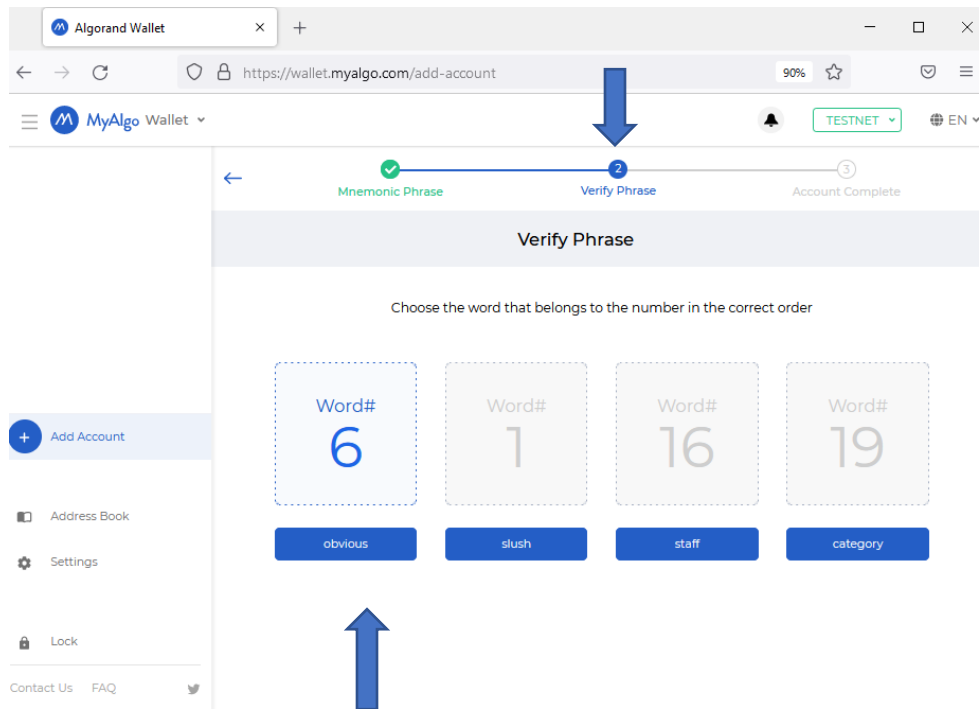 Algorand Wallet
https://wallet.myalgo.com/add-account
90%
MyAlgo Wallet
TESTNET
EN
2
3
Mnemonic Phrase
Verify Phrase
Account Complete
Verify Phrase
Choose the word that belongs to the number in the correct order
Word# Word# Word# Word#
6 1 16 19
obvious slush staff category
Add Account
Address Book
Settings
Lock
Contact Us FAQ